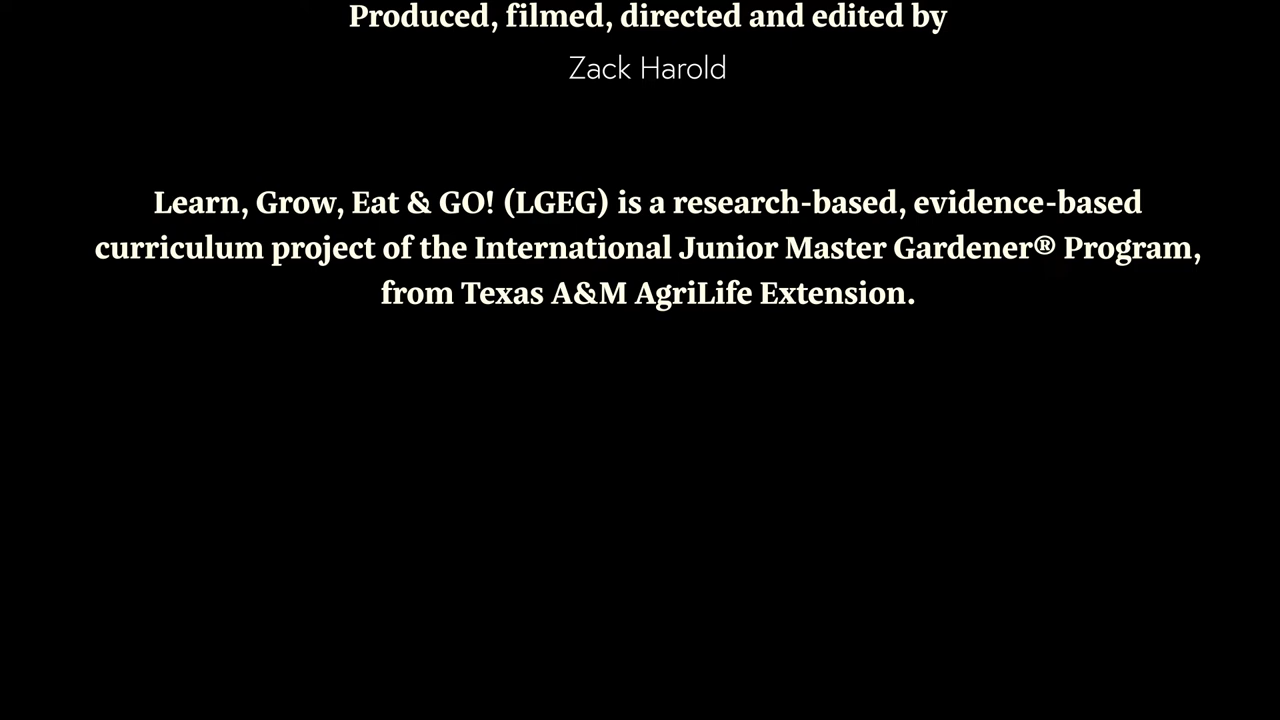 Produced, filmed, directed and edited by
Zack Harold
Learn, Grow, Eat & GO! (LGEG) is a research-based, evidence-based
curriculum project of the International Junior Master Gardener® Program,
from Texas A&M AgriLife Extension.